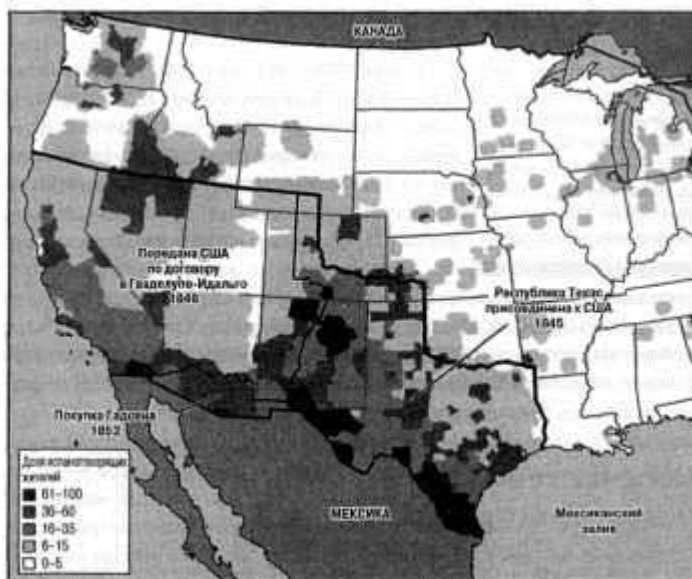 КАНАДА
Передана США
по договору
в Гваделупе-Идальго
1848
Республика Техас
присоединена к США
1845
Покупка Гадсдена
1853
Доля испаноговорящих
жителей
61–100
36–60
16–35
6–15
0–5
МЕКСИКА
Мексиканский
залив